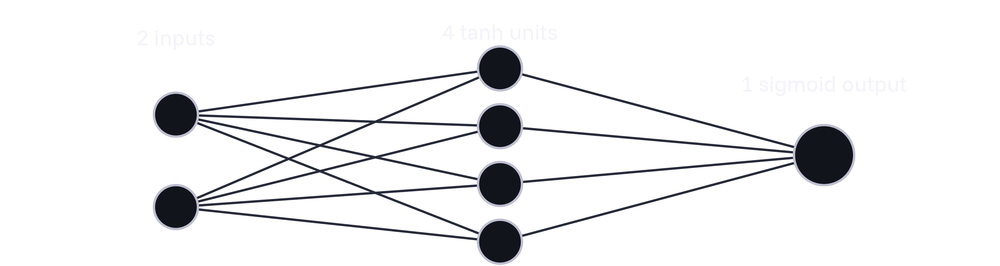 2 inputs
4 tanh units
1 sigmoid output